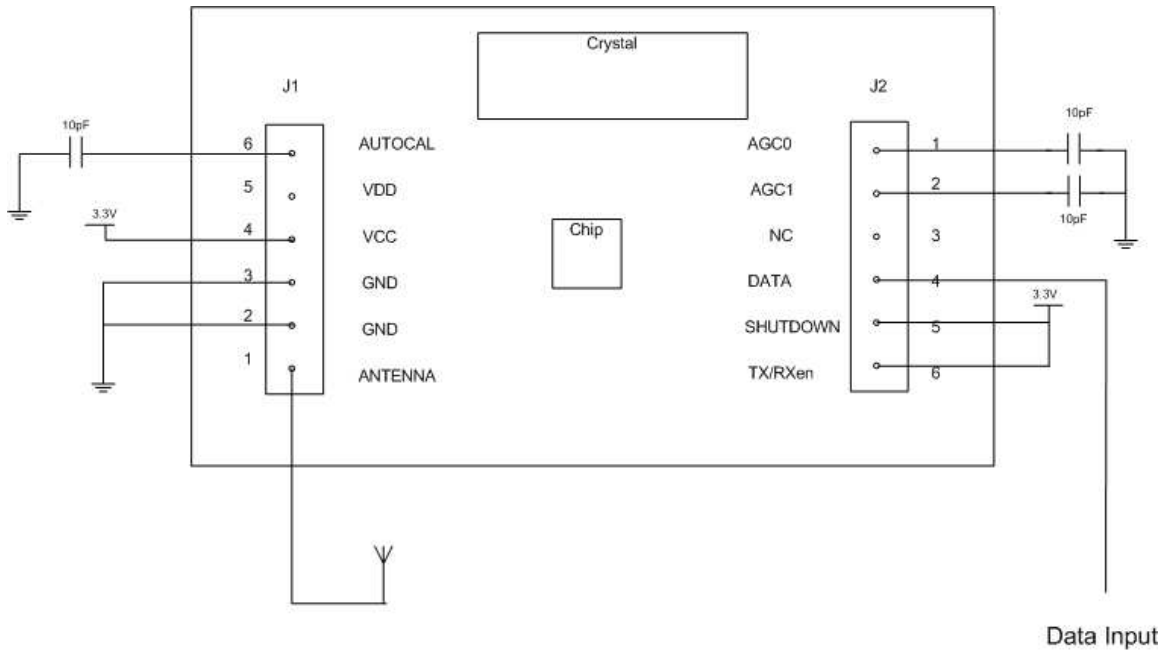 Crystal
J1
J2
10pF
10pF
6 AUTOCAL
AGC0 1
5 VDD
AGC1 2
3.3V
10pF
4 VCC
Chip
NC 3
3 GND
DATA 4
3.3V
2 GND
SHUTDOWN 5
1 ANTENNA
TX/RXen 6
Data Input